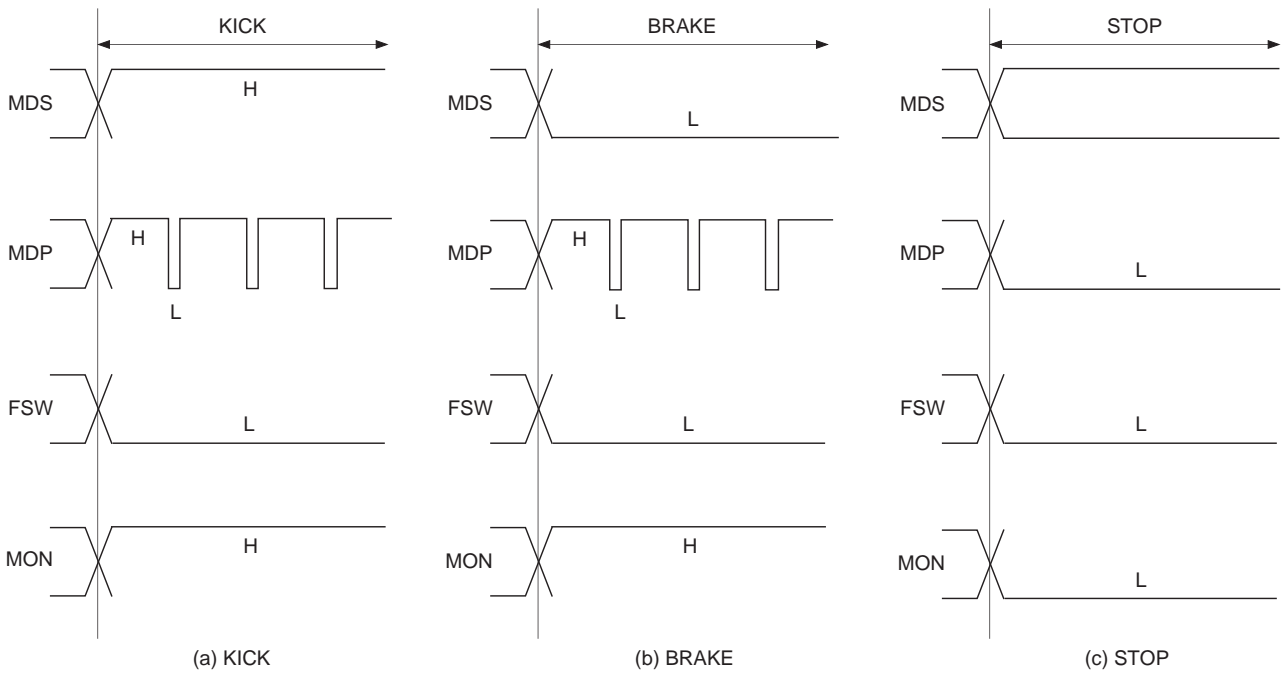 KICK
MDS
H
MDP
H
L
FSW
L
MON
H
(a) KICK
BRAKE
MDS
L
MDP
H
L
FSW
L
MON
H
(b) BRAKE
STOP
MDS
MDP
L
FSW
L
MON
L
(c) STOP